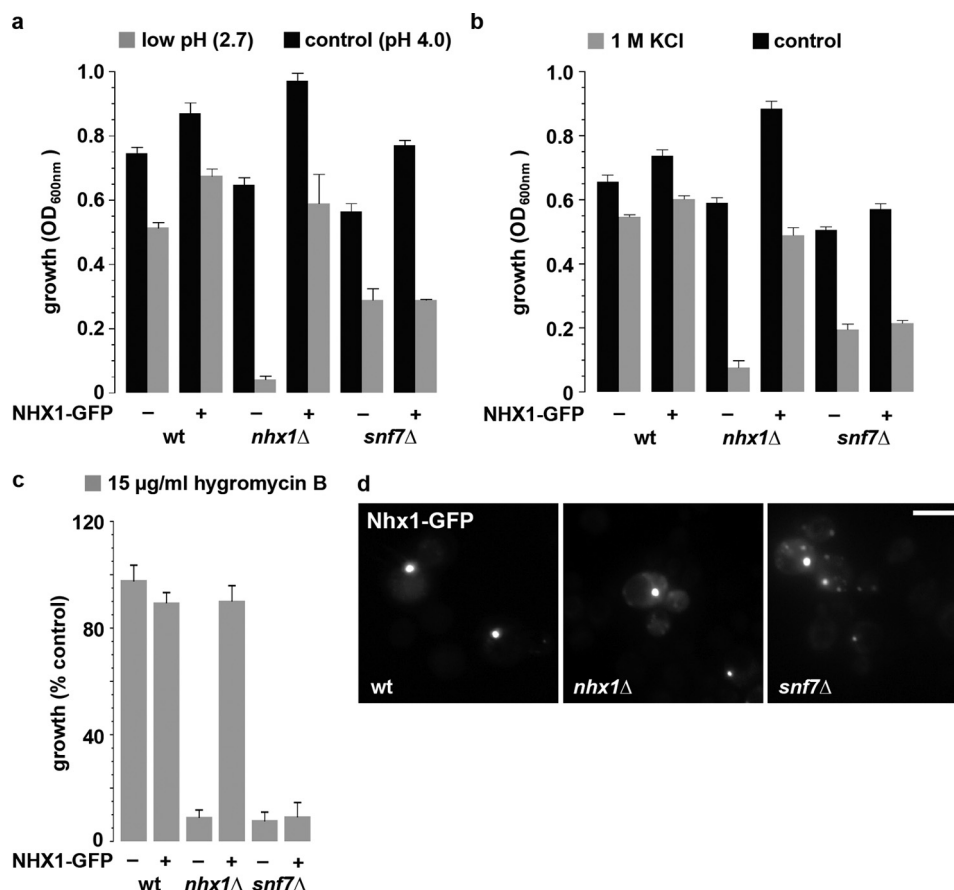 a
low pH (2.7) control (pH 4.0)
growth (OD600nm)
1.0
0.8
0.6
0.4
0.2
0
NHX1-GFP – + – + – +
wt nhx1Δ snf7Δ
b
1 M KCl control
growth (OD600nm)
1.0
0.8
0.6
0.4
0.2
0
NHX1-GFP – + – + – +
wt nhx1Δ snf7Δ
c
15 µg/ml hygromycin B
growth (% control)
120
80
40
0
NHX1-GFP – + – + – +
wt nhx1Δ snf7Δ
d
Nhx1-GFP
wt nhx1Δ snf7Δ